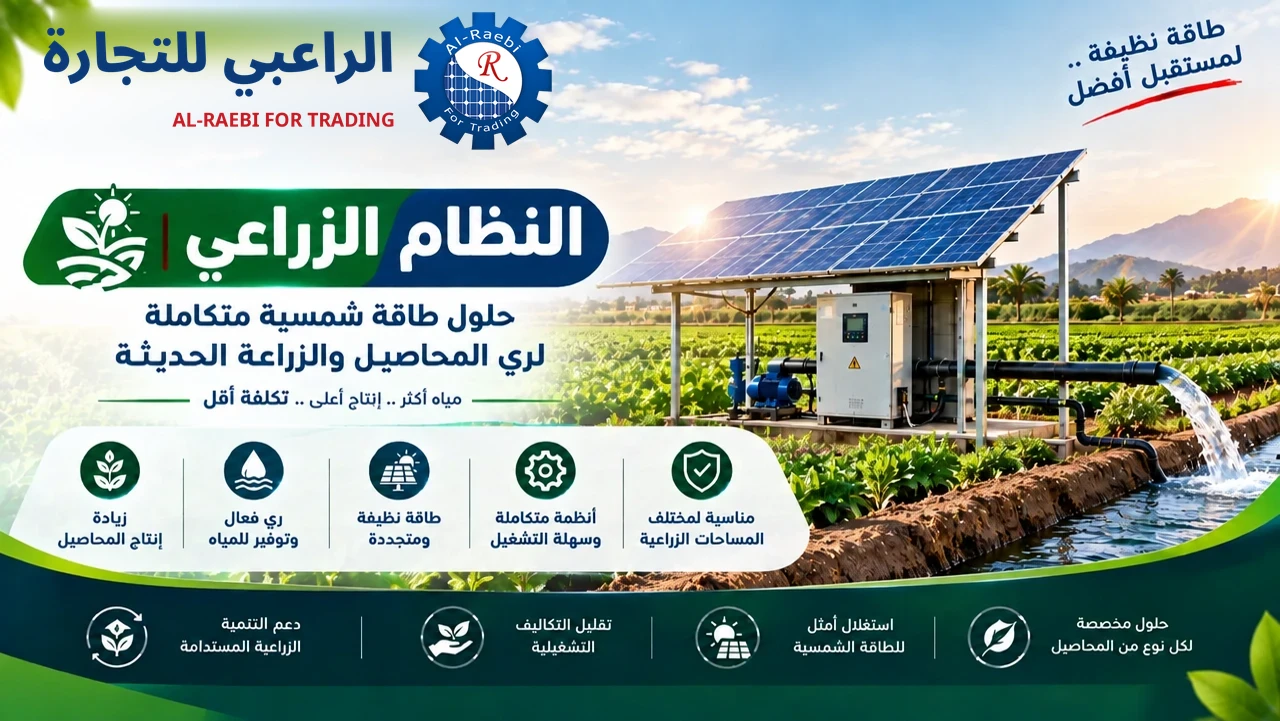 الراعبي للتجارة
AL-RAEBI FOR TRADING
Al-Raebi
R
For Trading
طاقة نظيفة ..
لمستقبل أفضل
النظام الزراعي
حلول طاقة شمسية متكاملة
لري المحاصيل والزراعة الحديثة
مياه أكثر .. إنتاج أعلى .. تكلفة أقل
مناسبة لمختلف
المساحات الزراعية
أنظمة متكاملة
وسهلة التشغيل
طاقة نظيفة
ومتجددة
ري فعال
وتوفير للمياه
زيادة
إنتاج المحاصيل
حلول مخصصة
لكل نوع من المحاصيل
استغلال أمثل
للطاقة الشمسية
تقليل التكاليف
التشغيلية
دعم التنمية
الزراعية المستدامة